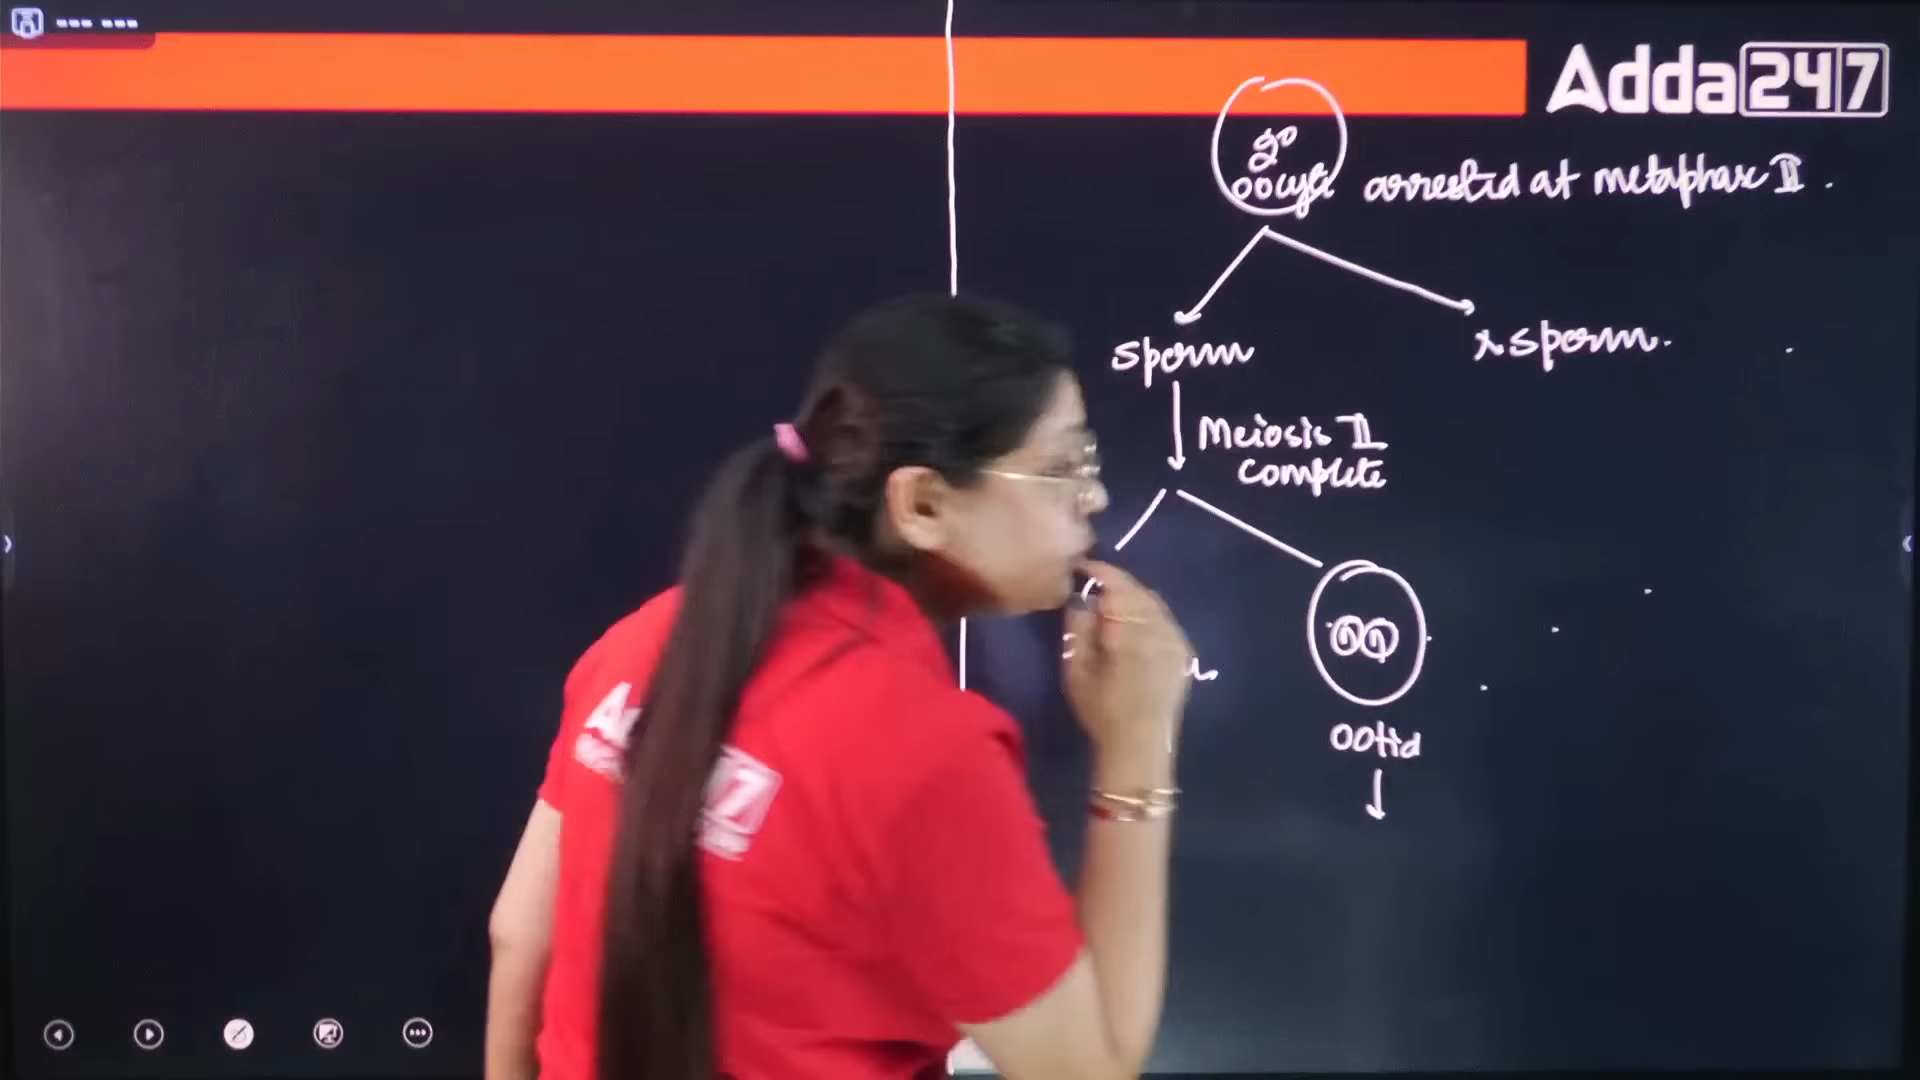 Adda247
2°
oocyte arrested at metaphase II.
sperm
x sperm.
Meiosis II
complete
ootid